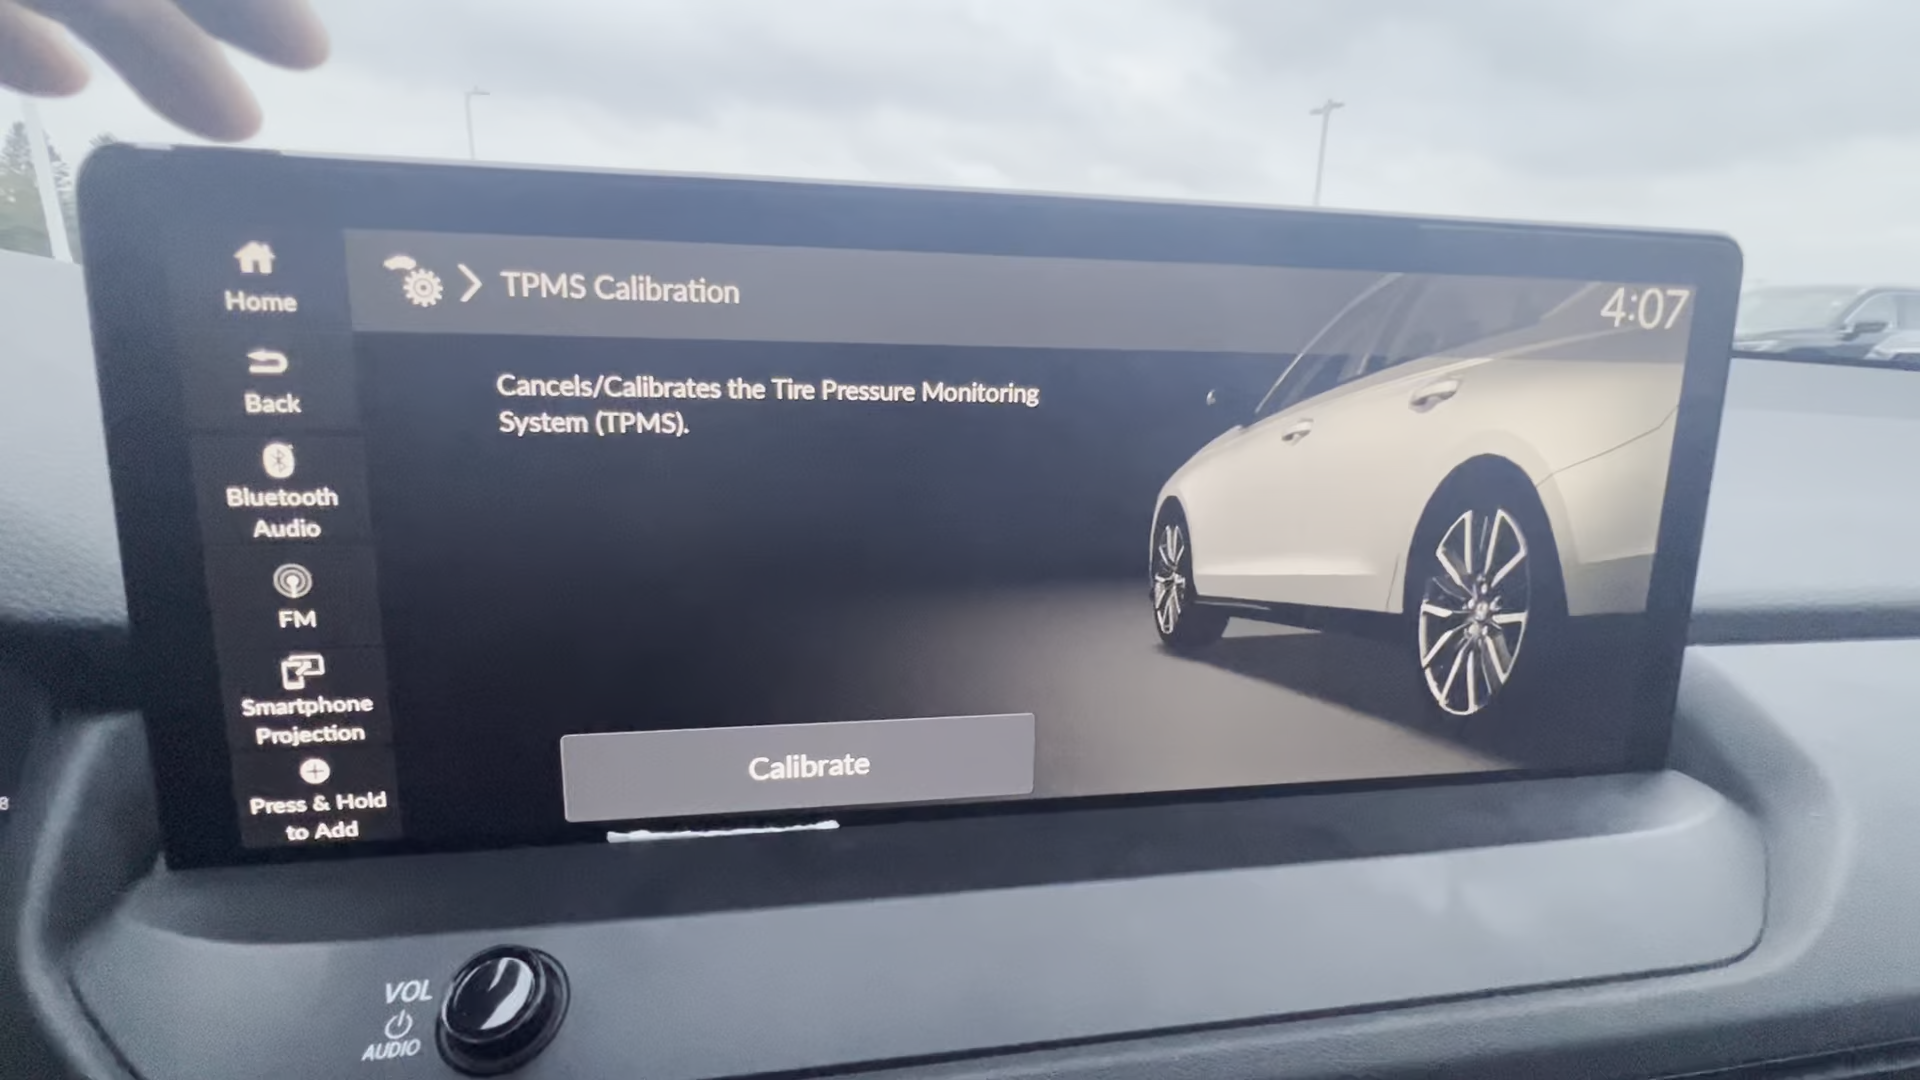 Home
Back
Bluetooth
Audio
FM
Smartphone
Projection
Press & Hold
to Add
TPMS Calibration
4:07
Cancels/Calibrates the Tire Pressure Monitoring
System (TPMS).
Calibrate
VOL
AUDIO
8